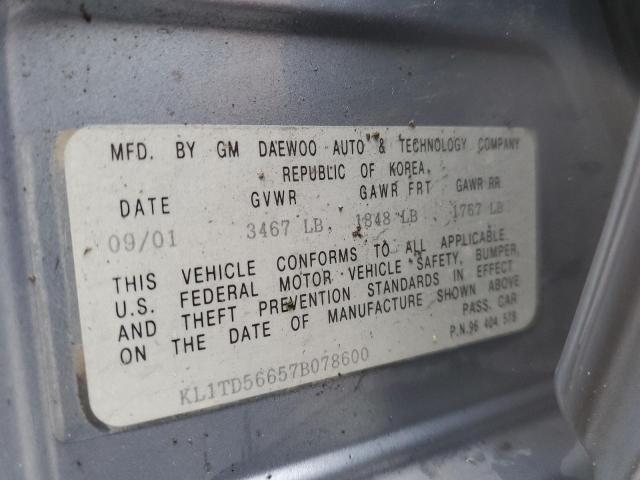 MFD. BY GM DAEWOO AUTO & TECHNOLOGY COMPANY
REPUBLIC OF KOREA
DATE GVWR GAWR FRT GAWR RR
09/01 3467 LB 1848 LB 1767 LB
THIS VEHICLE CONFORMS TO ALL APPLICABLE
U.S. FEDERAL MOTOR VEHICLE SAFETY, BUMPER,
AND THEFT PREVENTION STANDARDS IN EFFECT
ON THE DATE OF MANUFACTURE SHOWN ABOVE
PASS. CAR
P.N.96 404 578
KL1TD56657B078600